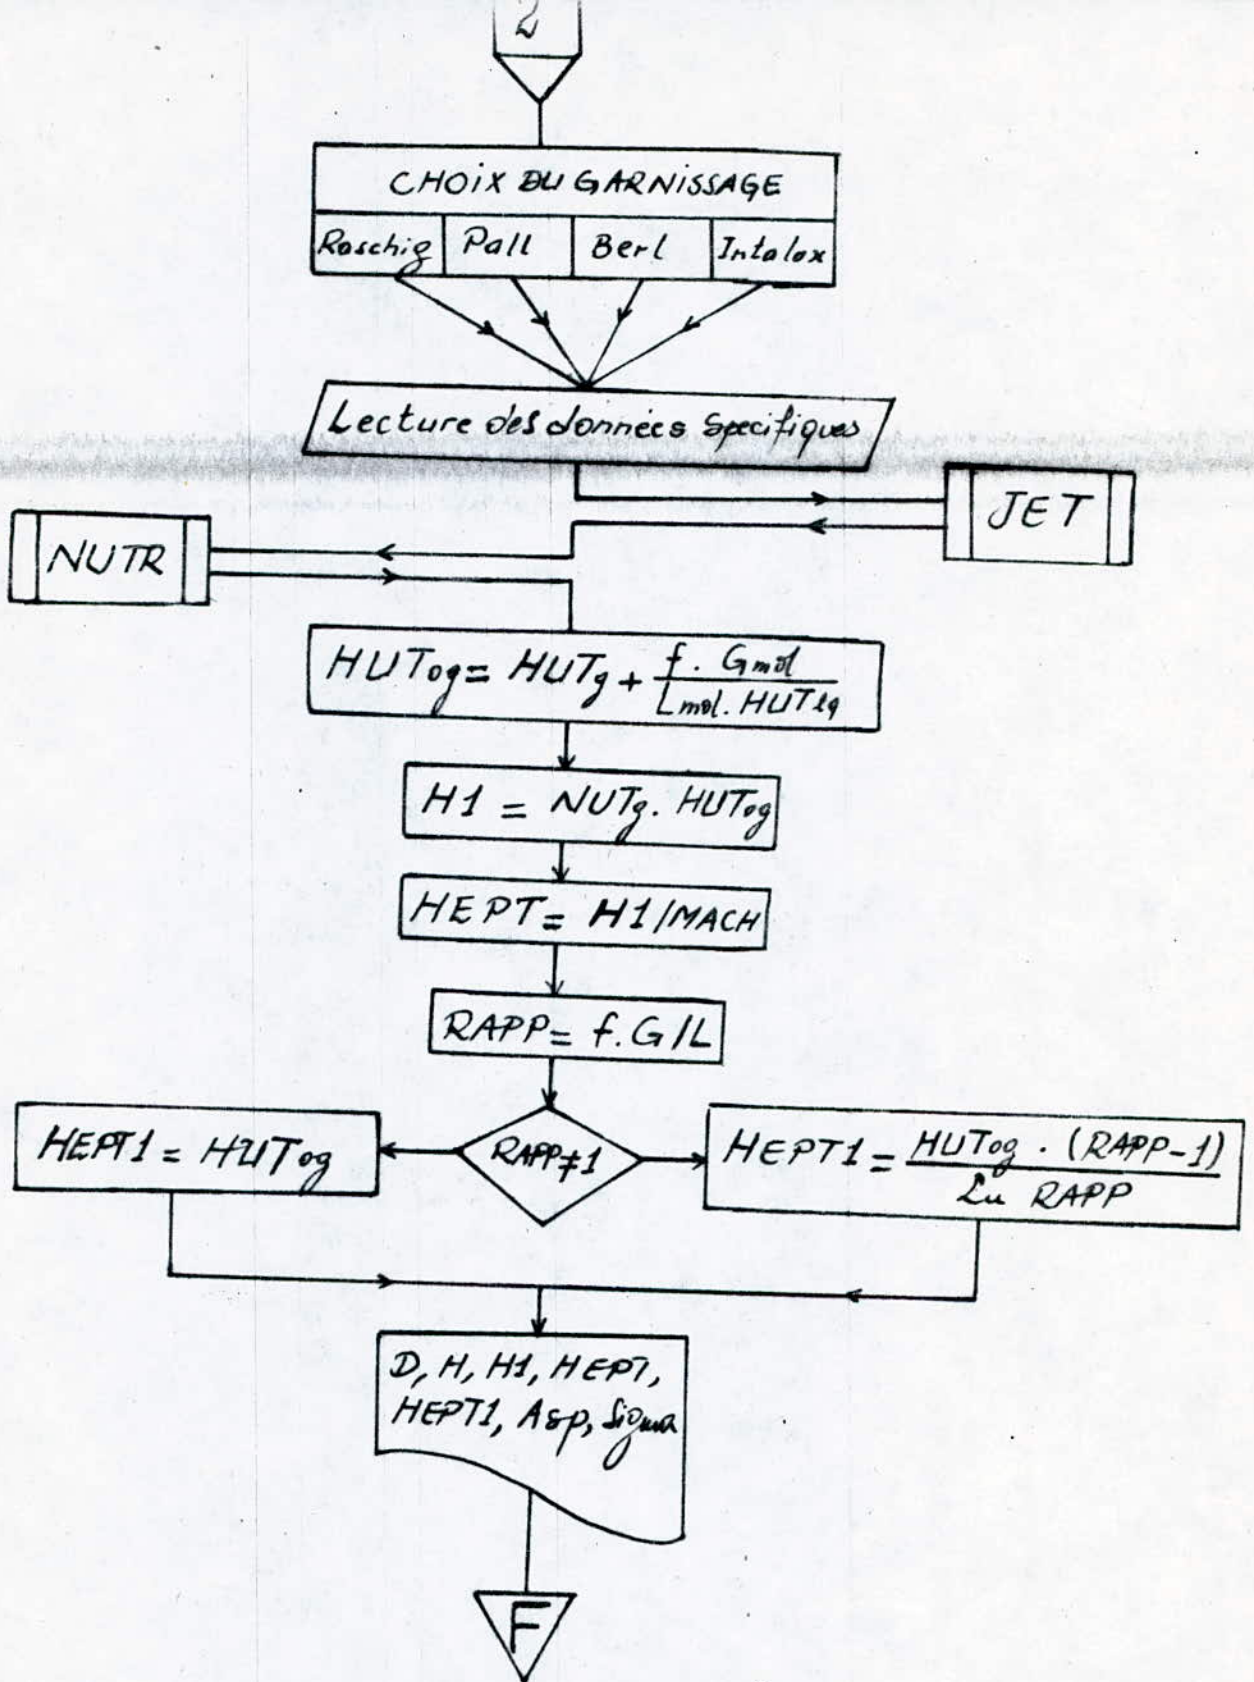 2
CHOIX DU GARNISSAGE
Raschig Pall Berl Intalox
Lecture des données specifiques
JET
NUTR
HUTog = HUTg + f. Gmol / Lmol. HUTlq
H1 = NUTg. HUTog
HEPT = H1/MACH
RAPP = f.G/L
HEPT1 = HUTog
RAPP≠1
HEPT1 = HUTog . (RAPP-1) / Ln RAPP
D, H, H1, HEPT,
HEPT1, Asp, Sigma
F